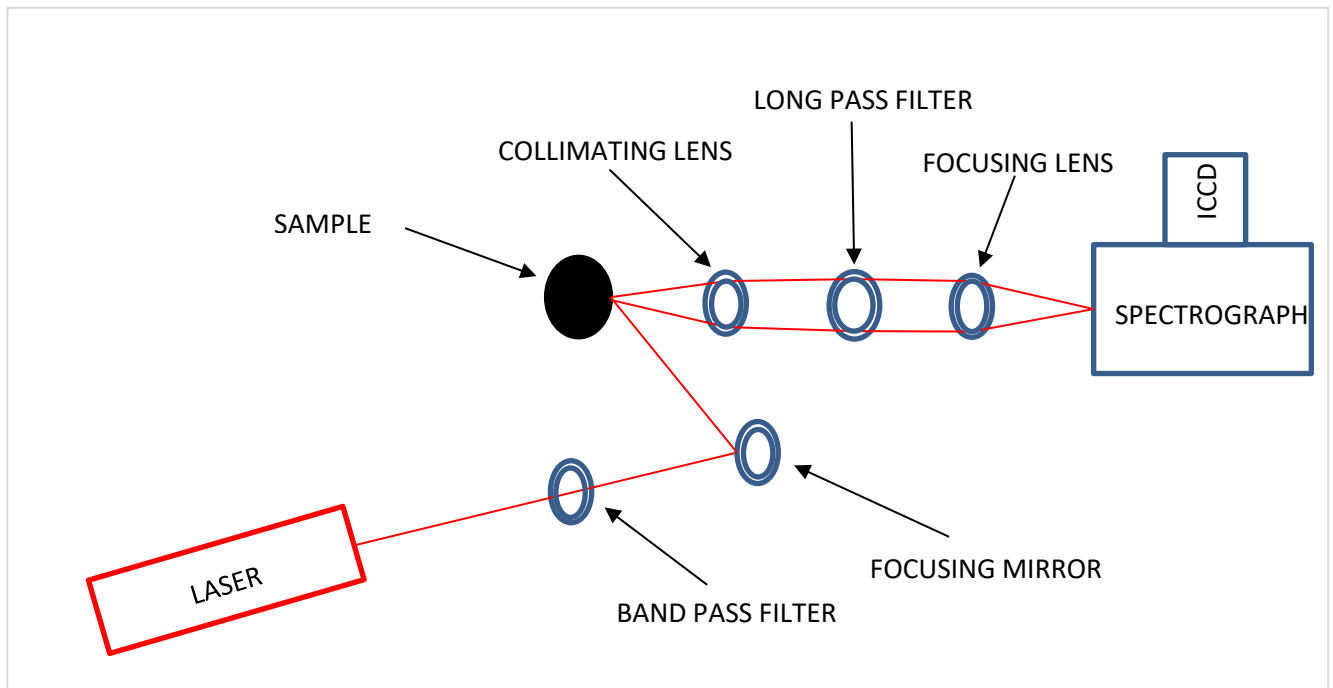 LONG PASS FILTER
COLLIMATING LENS
FOCUSING LENS
ICCD
SAMPLE
SPECTROGRAPH
FOCUSING MIRROR
LASER
BAND PASS FILTER